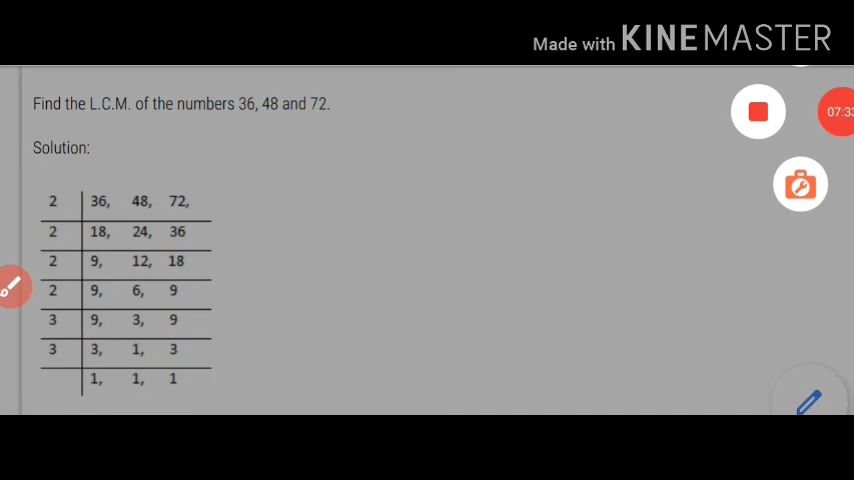 Made with KINEMASTER
Find the L.C.M. of the numbers 36, 48 and 72.
07:33
Solution:
2 36, 48, 72,
2 18, 24, 36
2 9, 12, 18
2 9, 6, 9
3 9, 3, 9
3 3, 1, 3
1, 1, 1